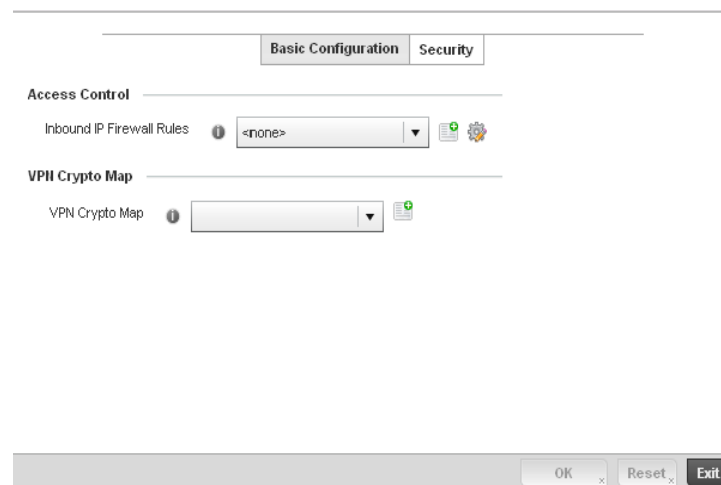 Basic Configuration Security
Access Control
Inbound IP Firewall Rules <none>
VPN Crypto Map
VPN Crypto Map
OK Reset Exit